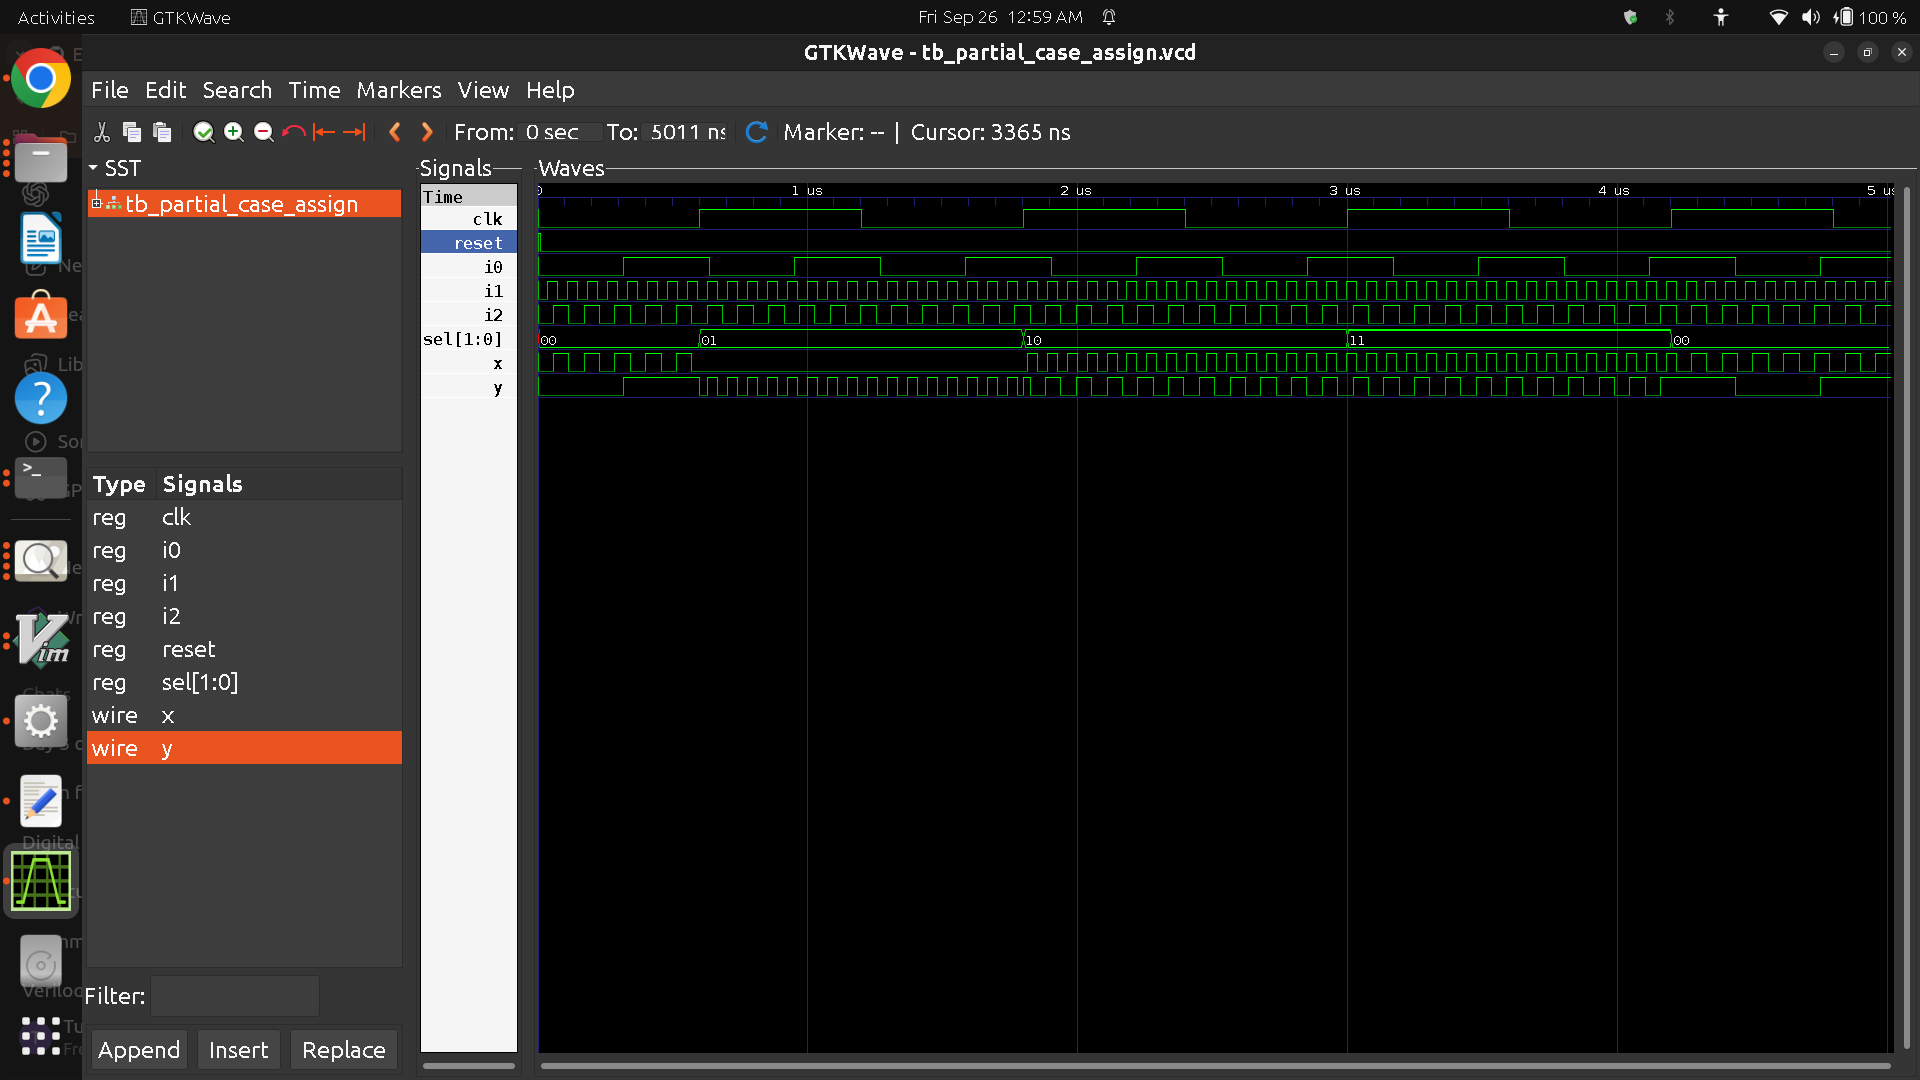 Activities GTKWave Fri Sep 26 12:59 AM 100 %
GTKWave - tb_partial_case_assign.vcd
File Edit Search Time Markers View Help
From: 0 sec To: 5011 ns Marker: -- | Cursor: 3365 ns
SST
tb_partial_case_assign
Type Signals
reg clk
reg i0
reg i1
reg i2
reg reset
reg sel[1:0]
wire x
wire y
Filter:
Append Insert Replace
Signals
Time
clk
reset
i0
i1
i2
sel[1:0]
x
y
Waves
0 1 us 2 us 3 us 4 us 5 us
00 01 10 11 00
Vim
Digital